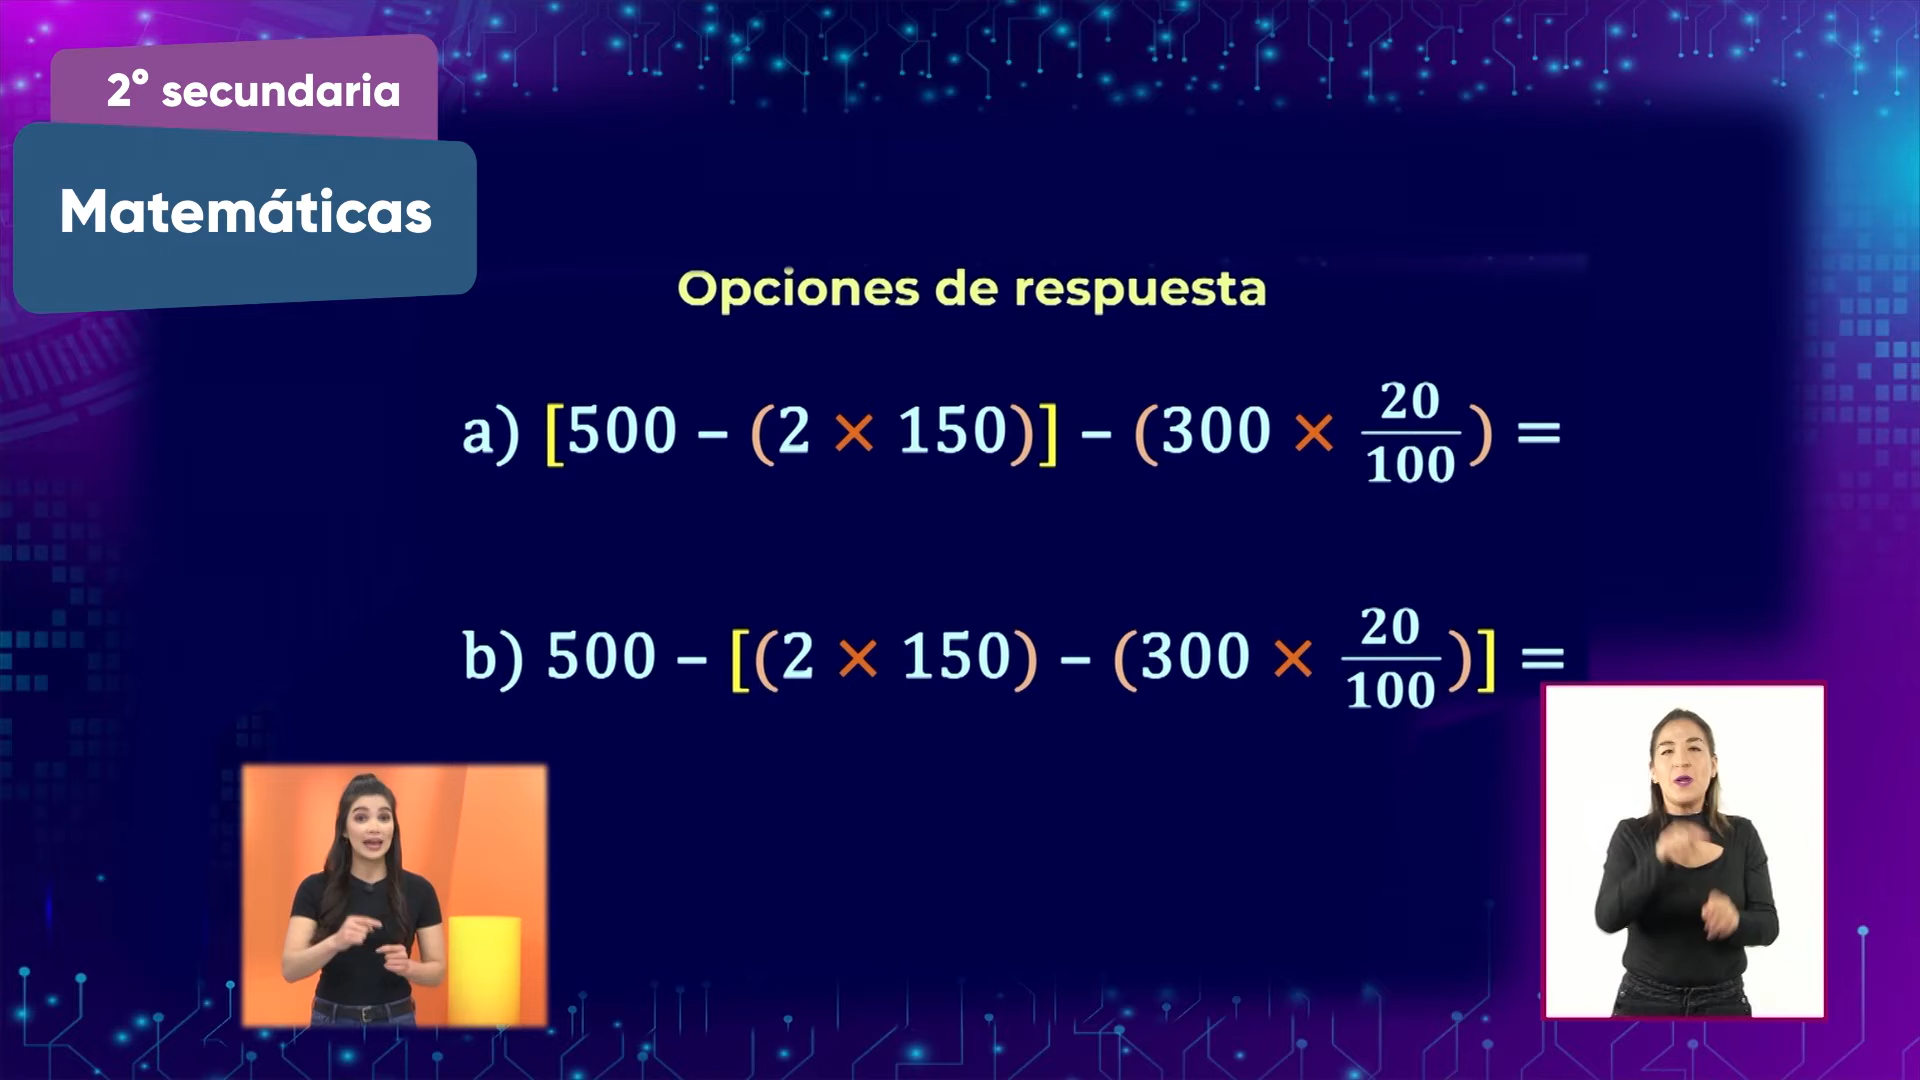 2° secundaria
Matemáticas
Opciones de respuesta
a) [500 – (2 × 150)] – (300 × 20/100) =
b) 500 – [(2 × 150) – (300 × 20/100)] =